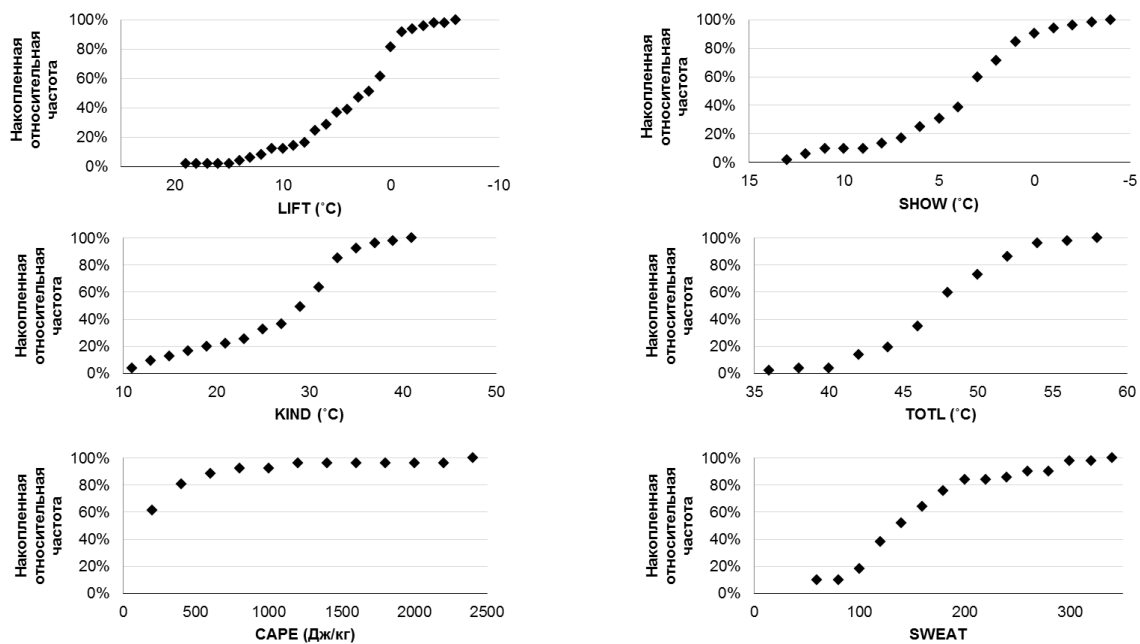 Накопленная
относительная
частота
100%
80%
60%
40%
20%
0%
20
10
0
-10
LIFT (˚C)
Накопленная
относительная
частота
100%
80%
60%
40%
20%
0%
15
10
5
0
-5
SHOW (˚C)
Накопленная
относительная
частота
100%
80%
60%
40%
20%
0%
10
20
30
40
50
KIND (˚C)
Накопленная
относительная
частота
100%
80%
60%
40%
20%
0%
35
40
45
50
55
60
TOTL (˚C)
Накопленная
относительная
частота
100%
80%
60%
40%
20%
0%
0
500
1000
1500
2000
2500
CAPE (Дж/кг)
Накопленная
относительная
частота
100%
80%
60%
40%
20%
0%
0
100
200
300
SWEAT